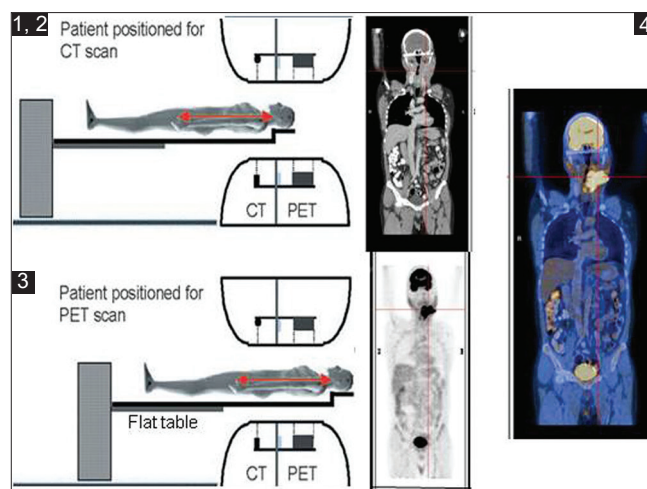 1, 2
Patient positioned for
CT scan
CT PET
3
Patient positioned for
PET scan
Flat table
CT PET
4
R